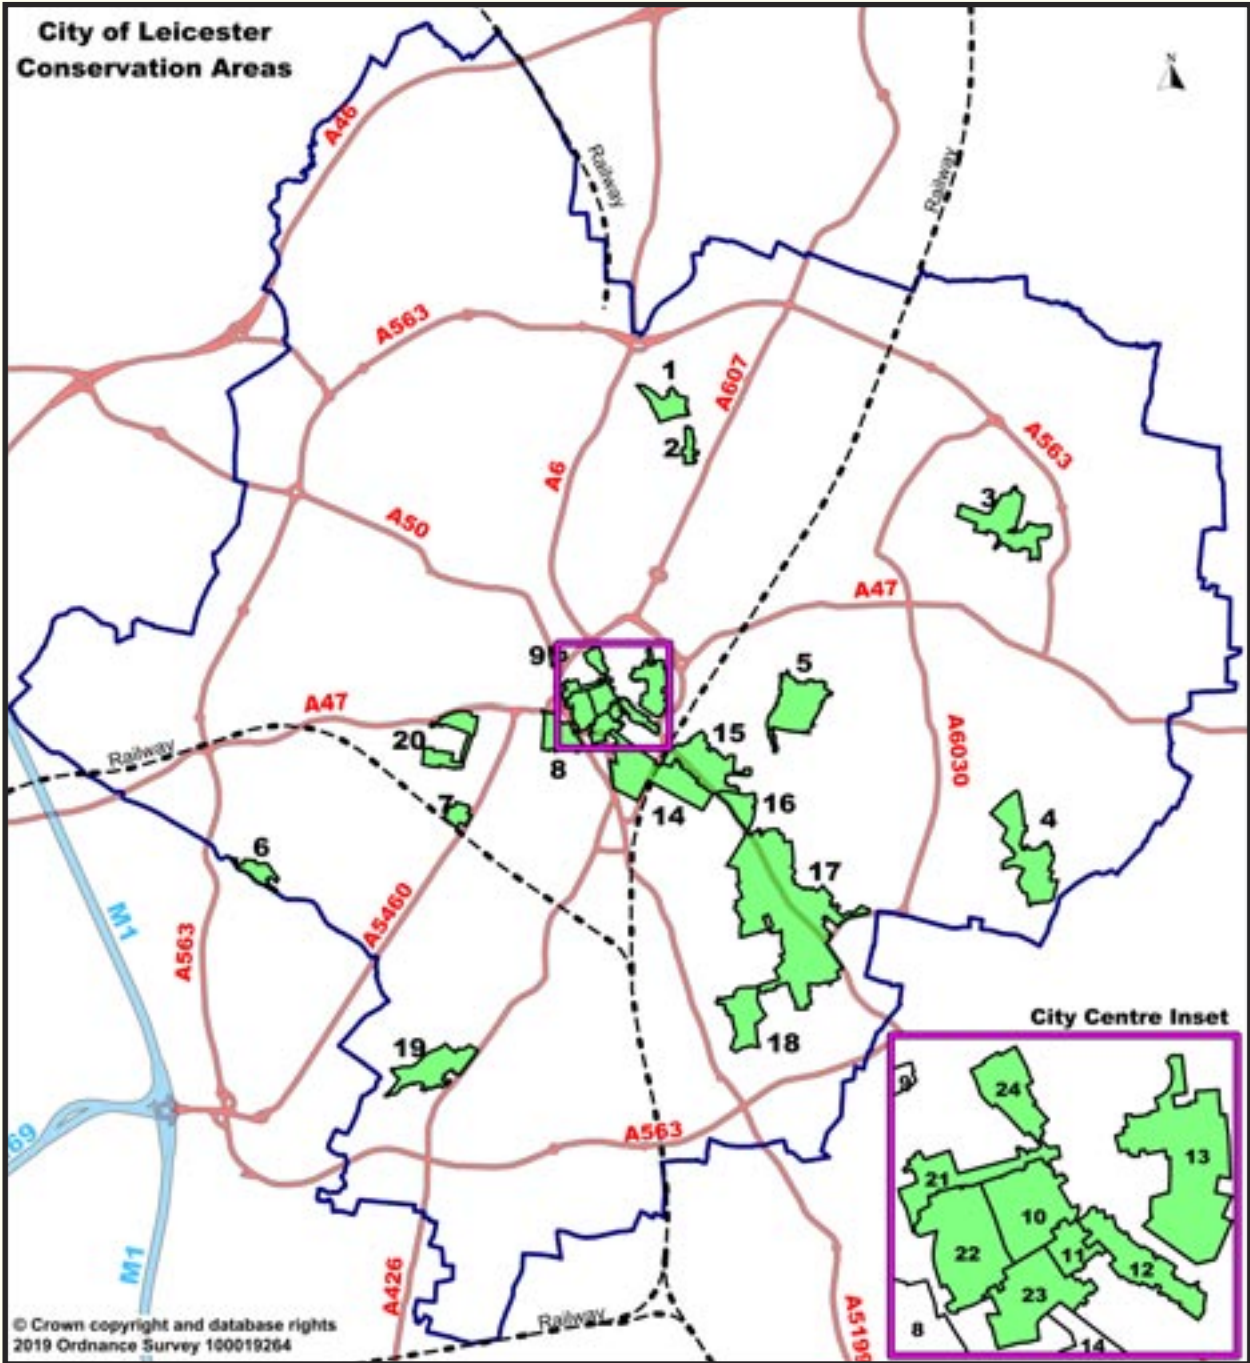 City of Leicester
Conservation Areas
N
A46
Railway
Railway
A563
1
A607
2
A6
A563
3
A50
A47
9
5
A47
20
Railway
15
8
A6030
7
14
16
4
6
17
M1
A5460
A563
City Centre Inset
18
19
9
24
A563
69
13
21
10
22
11
12
M1
23
A426
Railway
A5199
8
14
© Crown copyright and database rights
2019 Ordnance Survey 100019264